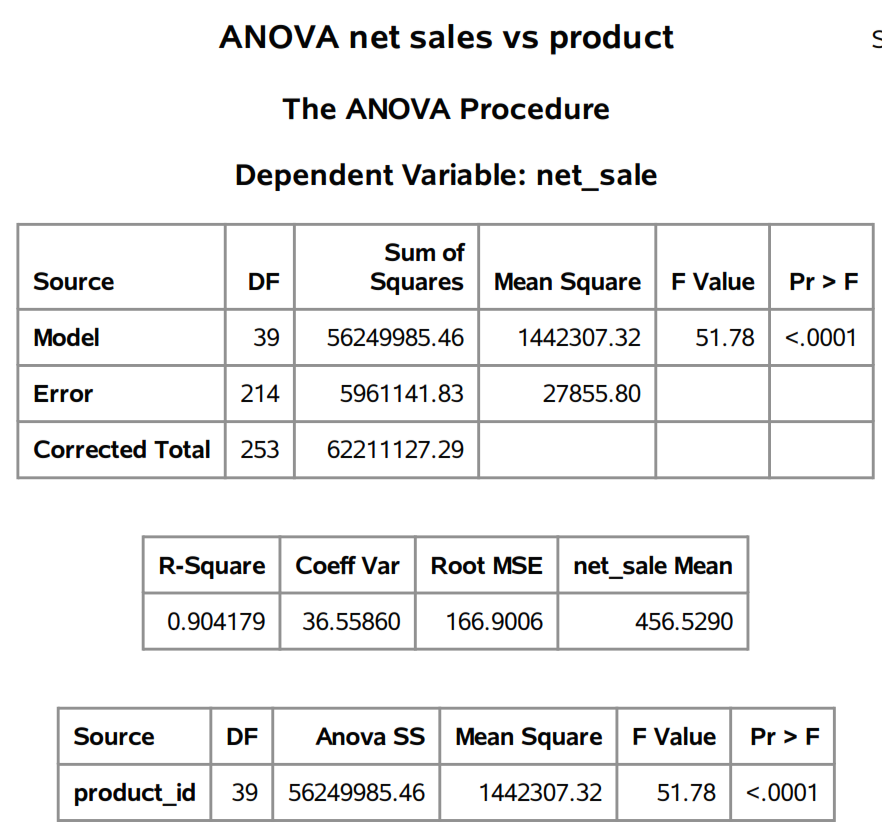 ANOVA net sales vs product
The ANOVA Procedure
Dependent Variable: net_sale
Source DF Sum of Squares Mean Square F Value Pr > F
Model 39 56249985.46 1442307.32 51.78 <.0001
Error 214 5961141.83 27855.80
Corrected Total 253 62211127.29
R-Square Coeff Var Root MSE net_sale Mean
0.904179 36.55860 166.9006 456.5290
Source DF Anova SS Mean Square F Value Pr > F
product_id 39 56249985.46 1442307.32 51.78 <.0001